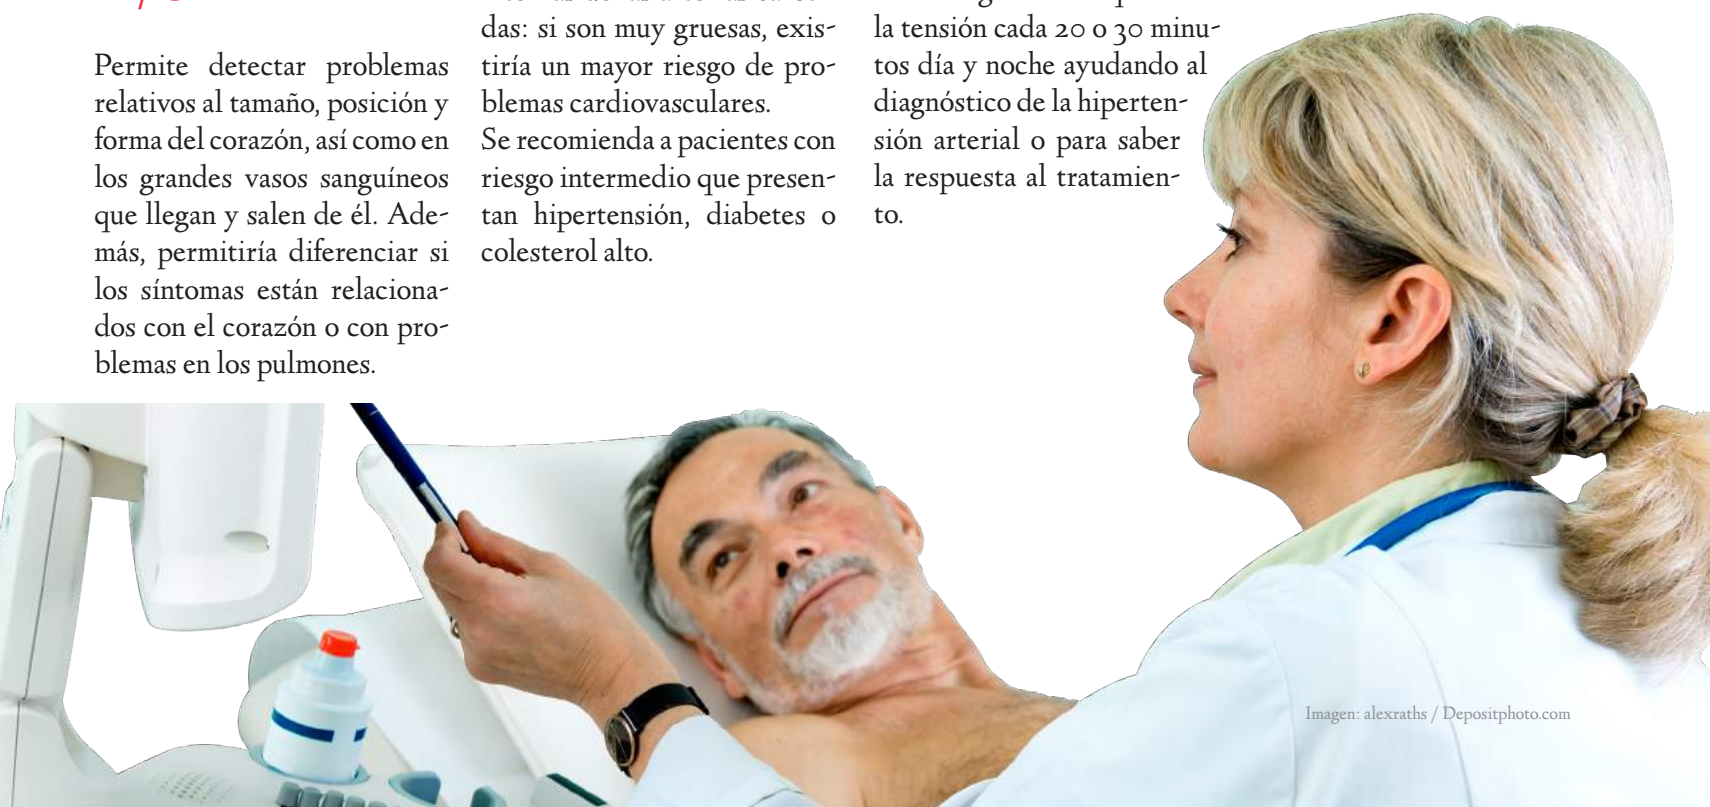 Permite detectar problemas
relativos al tamaño, posición y
forma del corazón, así como en
los grandes vasos sanguíneos
que llegan y salen de él. Ade-
más, permitiría diferenciar si
los síntomas están relaciona-
dos con el corazón o con pro-
blemas en los pulmones.
das: si son muy gruesas, exis-
tiría un mayor riesgo de pro-
blemas cardiovasculares.
Se recomienda a pacientes con
riesgo intermedio que presen-
tan hipertensión, diabetes o
colesterol alto.
la tensión cada 20 o 30 minu-
tos día y noche ayudando al
diagnóstico de la hiperten-
sión arterial o para saber
la respuesta al tratamien-
to.
Imagen: alexraths / Depositphoto.com